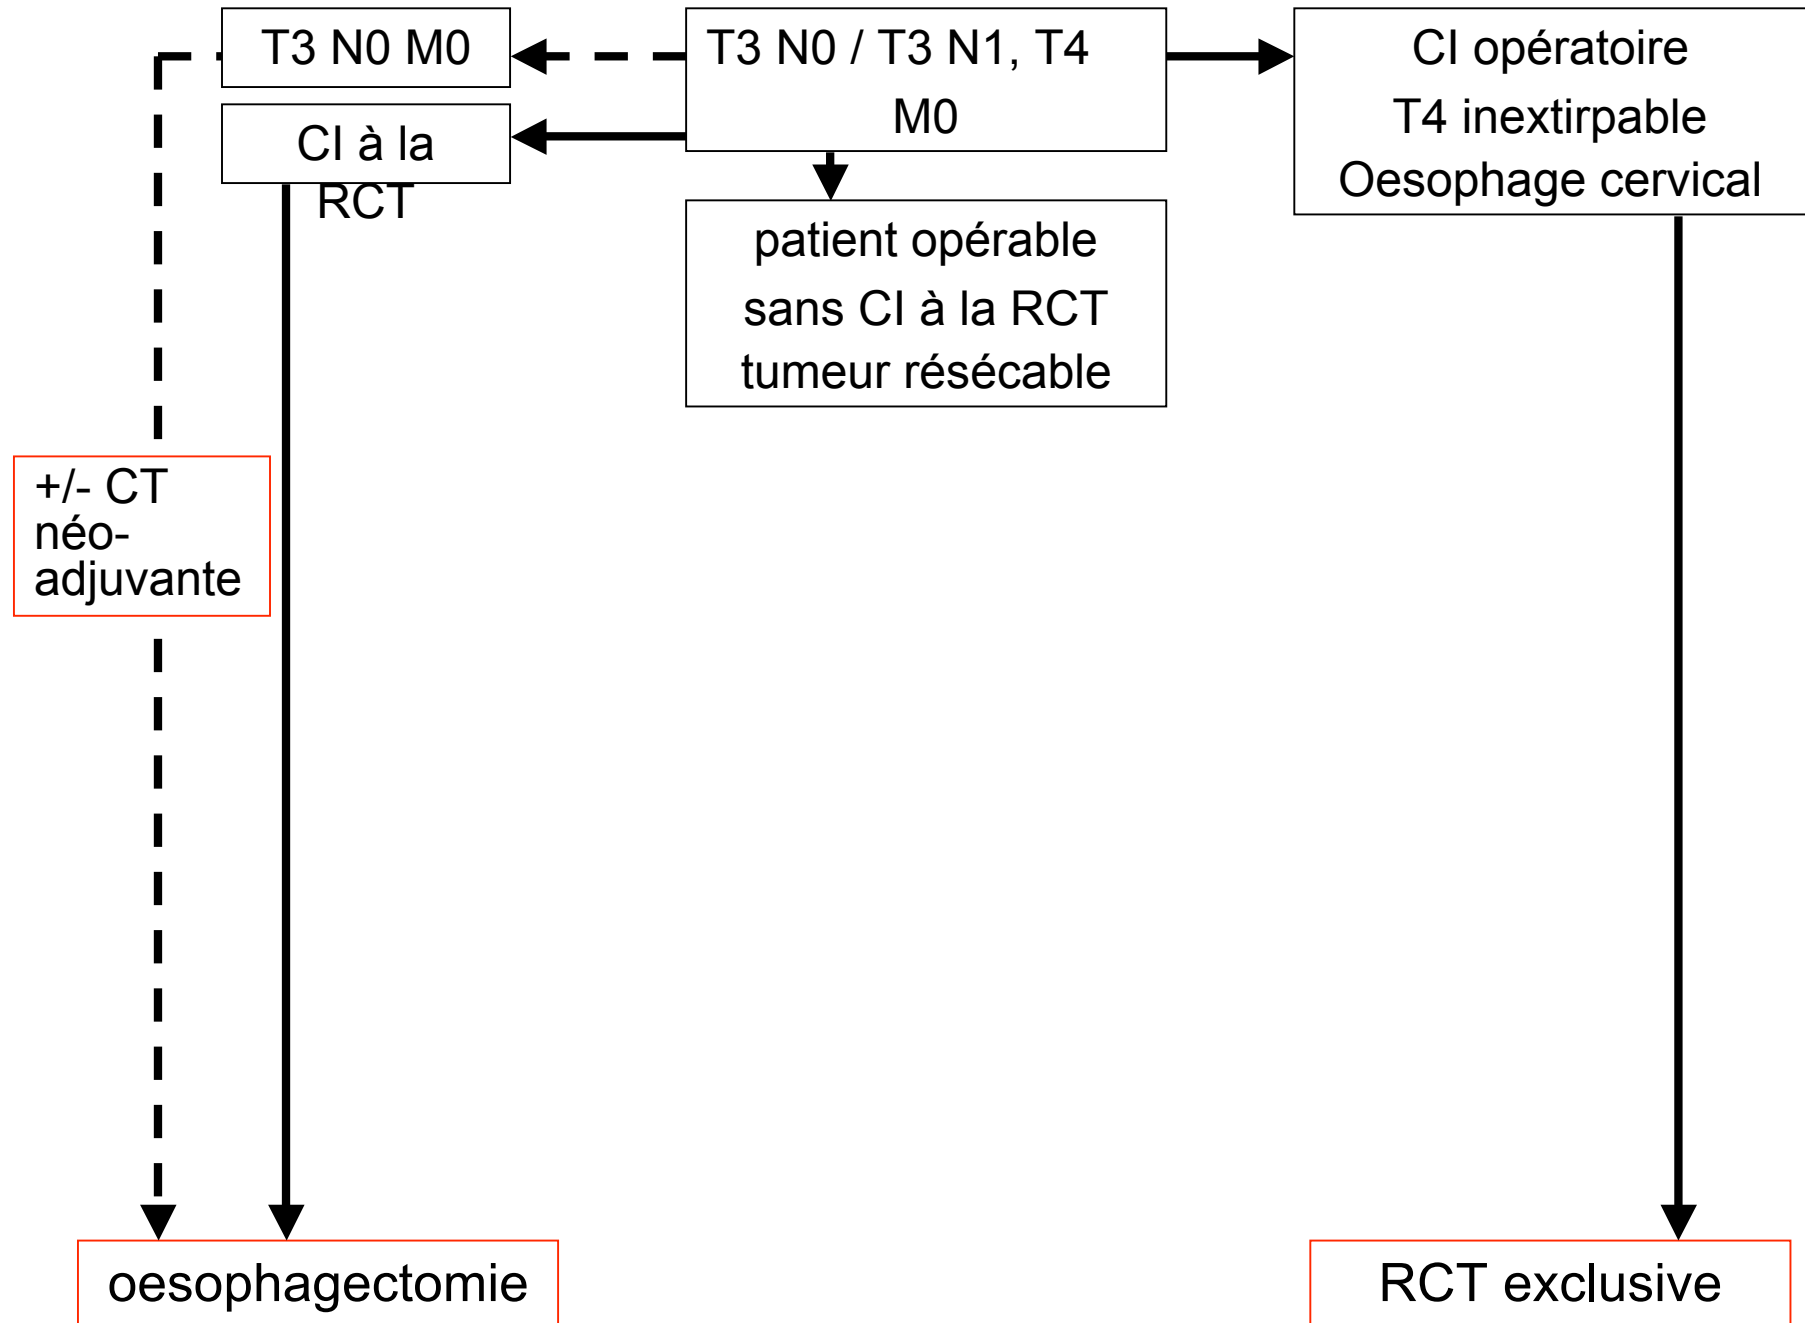 T3 N0 M0
CI à la
RCT
T3 N0 / T3 N1, T4
M0
CI opératoire
T4 inextirpable
Oesophage cervical
patient opérable
sans CI à la RCT
tumeur résécable
+/- CT
néo-
adjuvante
oesophagectomie
RCT exclusive